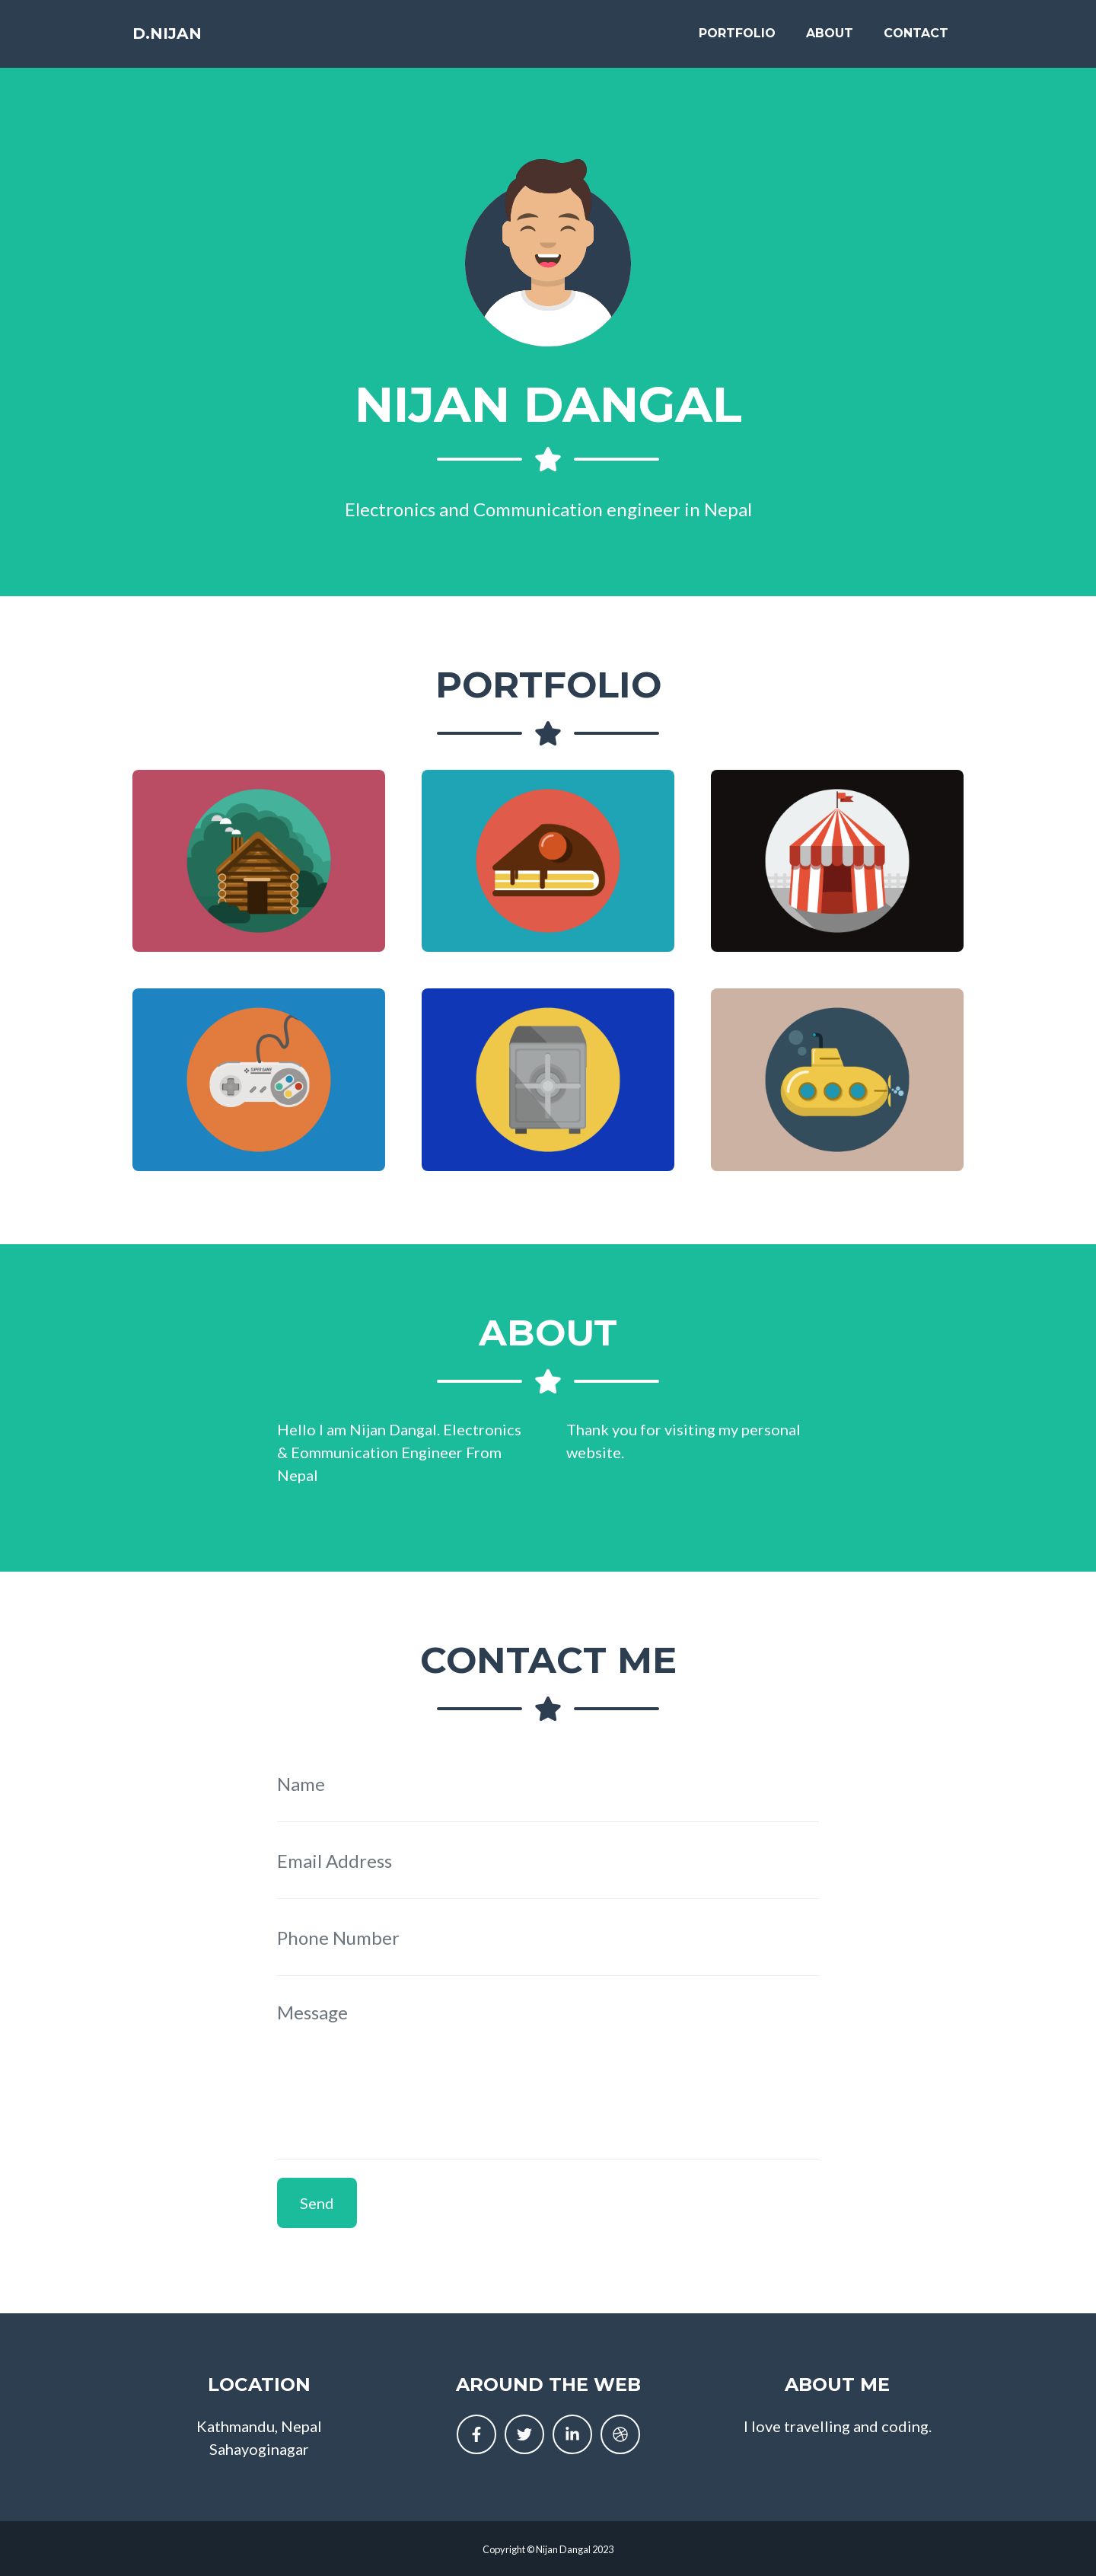 D.NIJAN
PORTFOLIO ABOUT CONTACT
NIJAN DANGAL
Electronics and Communication engineer in Nepal
PORTFOLIO
SUPER GAME
ABOUT
Hello I am Nijan Dangal. Electronics
& Eommunication Engineer From
Nepal
Thank you for visiting my personal
website.
CONTACT ME
Name
Email Address
Phone Number
Message
Send
LOCATION
Kathmandu, Nepal
Sahayoginagar
AROUND THE WEB
ABOUT ME
I love travelling and coding.
Copyright © Nijan Dangal 2023